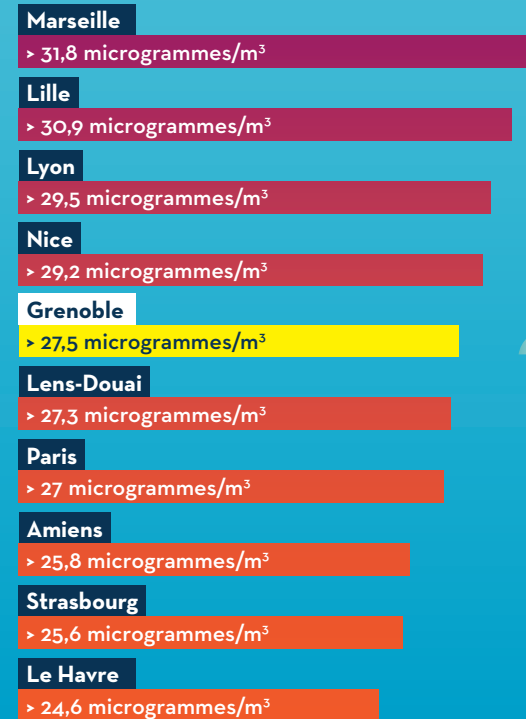 Marseille
> 31,8 microgrammes/m³
Lille
> 30,9 microgrammes/m³
Lyon
> 29,5 microgrammes/m³
Nice
> 29,2 microgrammes/m³
Grenoble
> 27,5 microgrammes/m³
Lens-Douai
> 27,3 microgrammes/m³
Paris
> 27 microgrammes/m³
Amiens
> 25,8 microgrammes/m³
Strasbourg
> 25,6 microgrammes/m³
Le Havre
> 24,6 microgrammes/m³